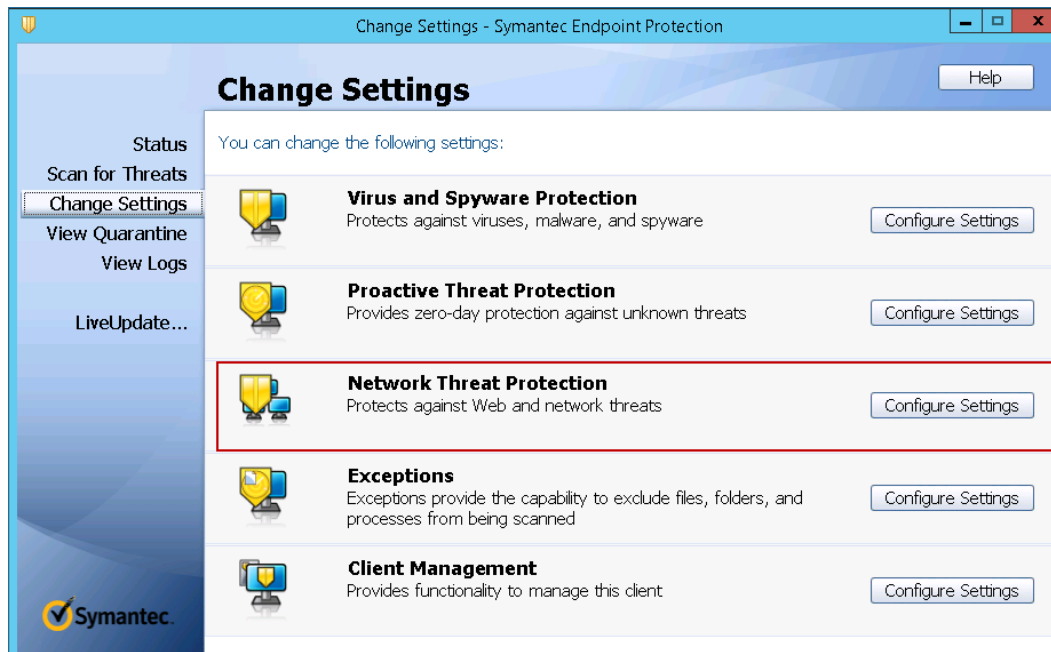 Change Settings - Symantec Endpoint Protection
Change Settings
Help
Status
Scan for Threats
Change Settings
View Quarantine
View Logs
LiveUpdate...
You can change the following settings:
Virus and Spyware Protection
Protects against viruses, malware, and spyware
Configure Settings
Proactive Threat Protection
Provides zero-day protection against unknown threats
Configure Settings
Network Threat Protection
Protects against Web and network threats
Configure Settings
Exceptions
Exceptions provide the capability to exclude files, folders, and
processes from being scanned
Configure Settings
Client Management
Provides functionality to manage this client
Configure Settings
Symantec.